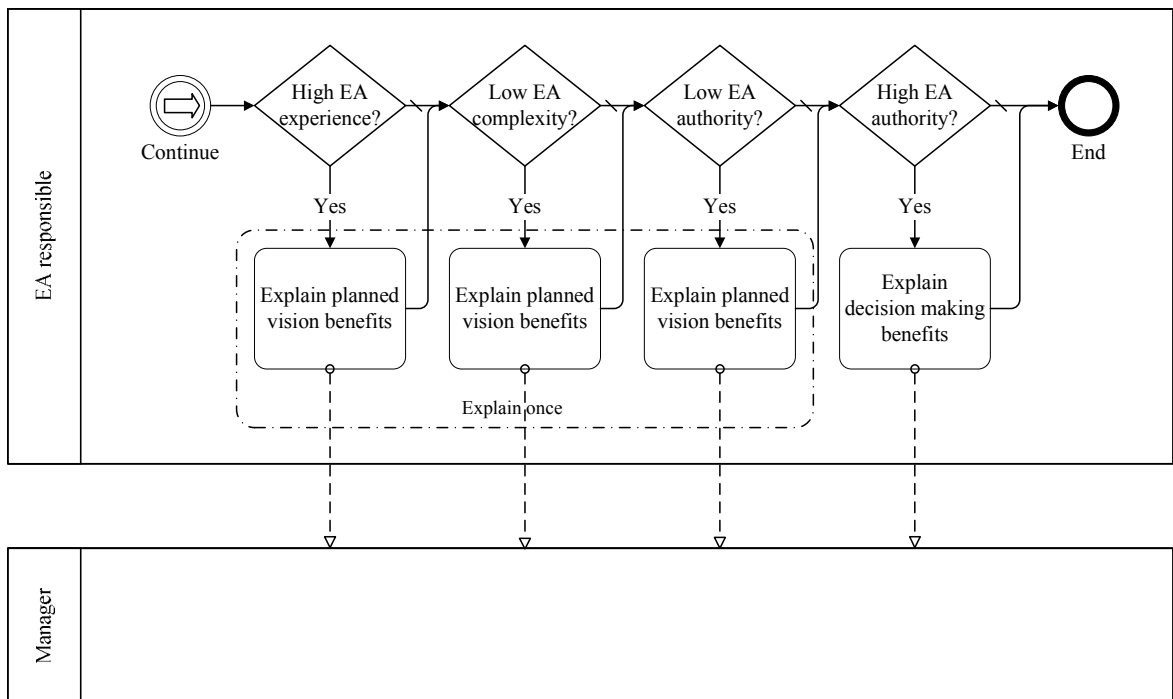 EA responsible
High EA
experience?
Low EA
complexity?
Low EA
authority?
High EA
authority?
Continue
End
Yes
Yes
Yes
Yes
Explain planned
vision benefits
Explain planned
vision benefits
Explain planned
vision benefits
Explain
decision making
benefits
Explain once
Manager